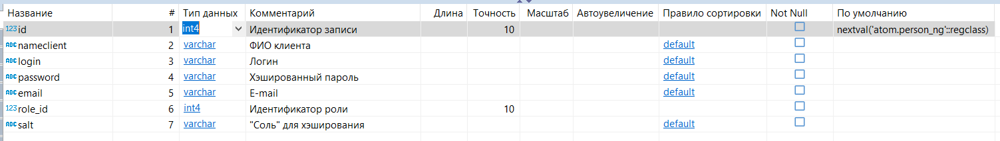 Название # Тип данных Комментарий Длина Точность Масштаб Автоувеличение Правило сортировки Not Null По умолчанию
123 id 1 int4 Идентификатор записи 10 nextval('atom.person_ng'::regclass)
ABC nameclient 2 varchar ФИО клиента default
ABC login 3 varchar Логин default
ABC password 4 varchar Хэшированный пароль default
ABC email 5 varchar E-mail default
123 role_id 6 int4 Идентификатор роли 10
ABC salt 7 varchar "Соль" для хэширования default